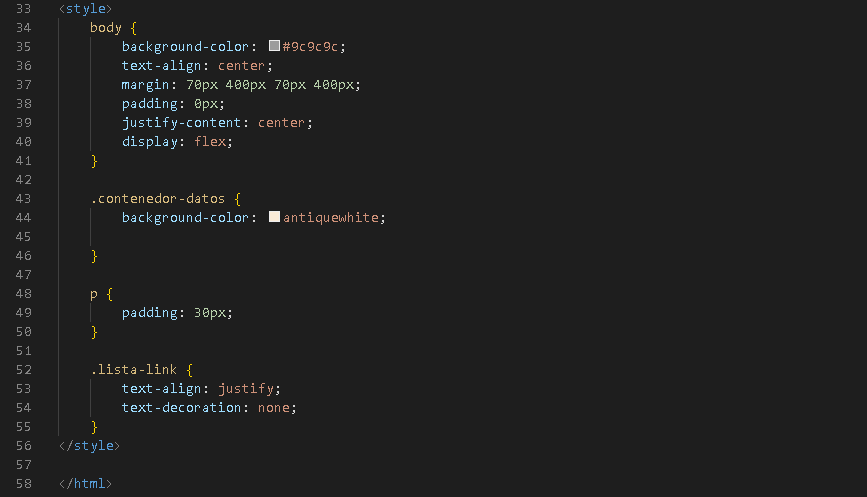 33 <style>
34 body {
35 background-color: #9c9c9c;
36 text-align: center;
37 margin: 70px 400px 70px 400px;
38 padding: 0px;
39 justify-content: center;
40 display: flex;
41 }
42
43 .contenedor-datos {
44 background-color: antiquewhite;
45
46 }
47
48 p {
49 padding: 30px;
50 }
51
52 .lista-link {
53 text-align: justify;
54 text-decoration: none;
55 }
56 </style>
57
58 </html>